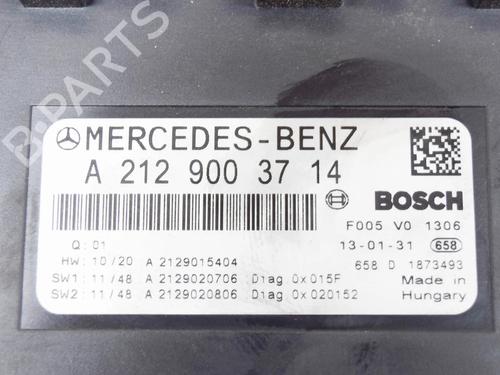 B-PARTS
MERCEDES-BENZ
A 212 900 37 14
BOSCH
F005 V0 1306
Q: 01
13-01-31 658
HW: 10/20 A 2129015404
658 D 1873493
SW1: 11/48 A 2129020706 Diag 0x015F
Made in
SW2: 11/48 A 2129020806 Diag 0x020152
Hungary